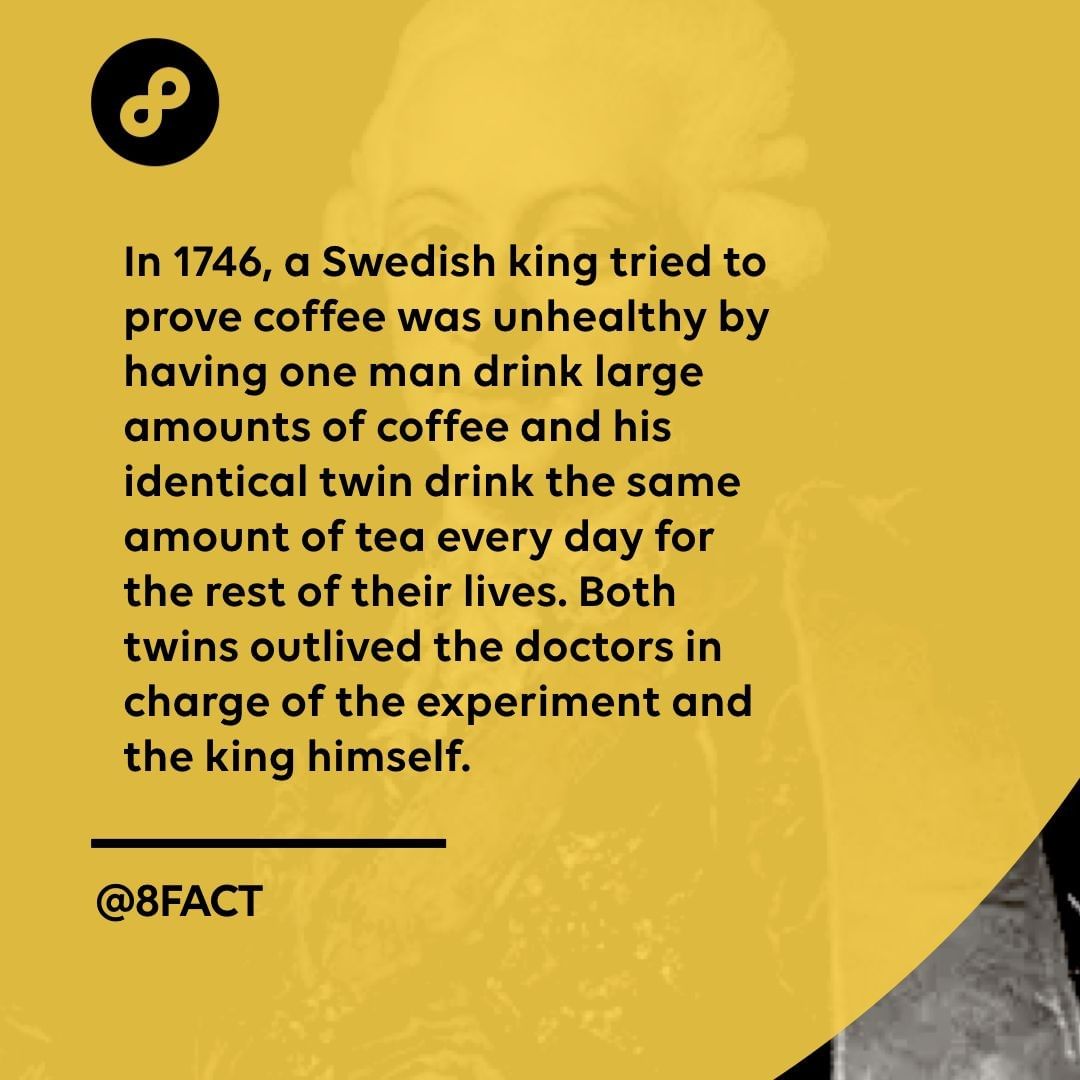 In 1746, a Swedish king tried to
prove coffee was unhealthy by
having one man drink large
amounts of coffee and his
identical twin drink the same
amount of tea every day for
the rest of their lives. Both
twins outlived the doctors in
charge of the experiment and
the king himself.
@8FACT